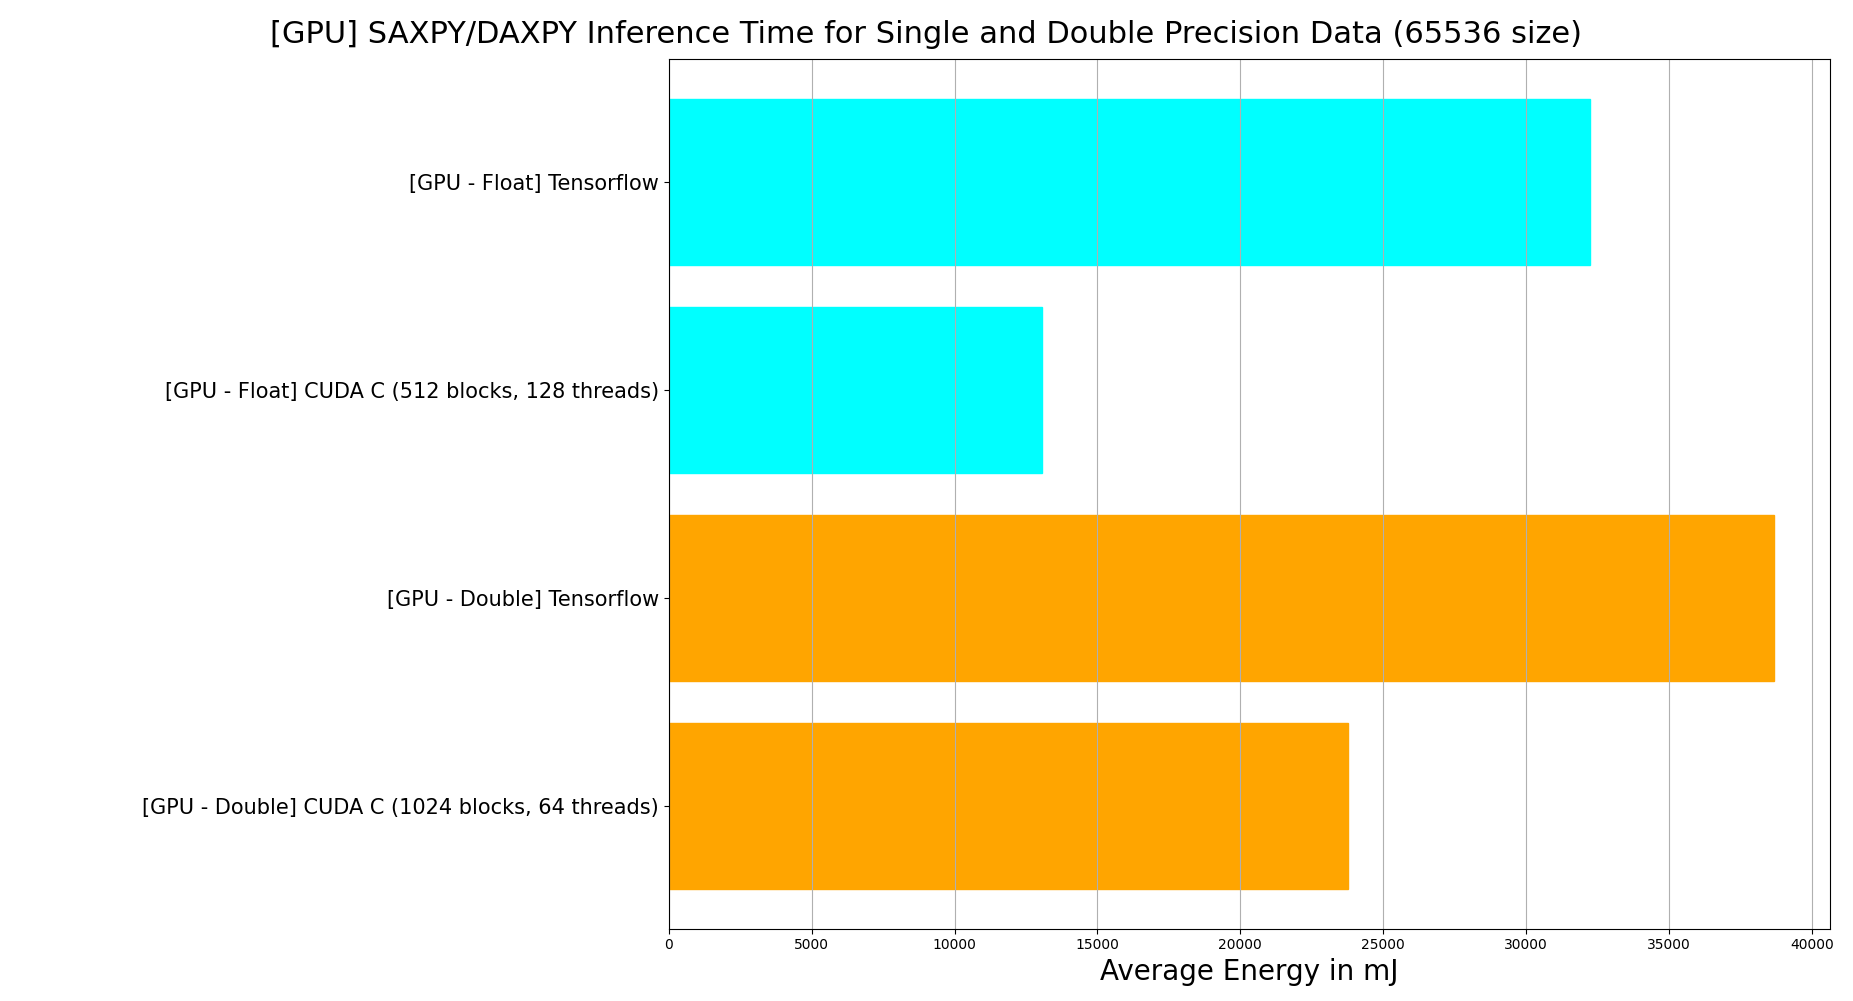 [GPU] SAXPY/DAXPY Inference Time for Single and Double Precision Data (65536 size)
[GPU - Float] Tensorflow
[GPU - Float] CUDA C (512 blocks, 128 threads)
[GPU - Double] Tensorflow
[GPU - Double] CUDA C (1024 blocks, 64 threads)
0 5000 10000 15000 20000 25000 30000 35000 40000
Average Energy in mJ